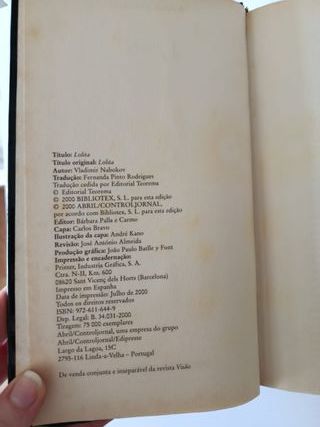 Título: Lolita
Título original: Lolita
Autor: Vladimir Nabokov
Tradução: Fernanda Pinto Rodrigues
Tradução cedida por Editorial Teorema
© Editorial Teorema
© 2000 BIBLIOTEX, S. L. para esta edição
© 2000 ABRIL/CONTROLJORNAL,
por acordo com Bibliotex, S. L. para esta edição
Editor: Bárbara Palla e Carmo
Capa: Carlos Bravo
Ilustração da capa: André Kano
Revisão: José António Almeida
Produção gráfica: João Paulo Batlle y Font
Impressão e encadernação:
Printer, Industria Gráfica, S. A.
Ctra. N-II, Km, 600
08620 Sant Vicenç dels Horts (Barcelona)
Impresso em Espanha
Data de impressão: Julho de 2000
Todos os direitos reservados
ISBN: 972-611-644-9
Dep. Legal: B. 34.031-2000
Tiragem: 75 000 exemplares
Abril/Controljornal, uma empresa do grupo
Abril/Controljornal/Edipresse
Largo da Lagoa, 15C
2795-116 Linda-a-Velha - Portugal
De venda conjunta e inseparável da revista Visão